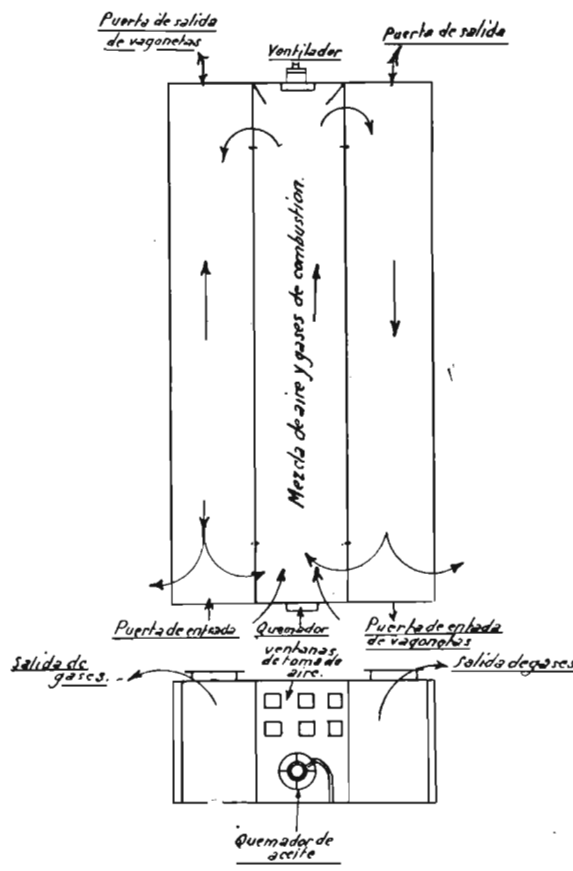 Puerta de salida
de vagonetas
Ventilador
Puerta de salida
Mezcla de aire y gases de combustion.
Puerta de entrada
Quemador
Puerta de entada
de vagonetas
Salida de
gases.
ventanas
de toma de
aire.
Salida de gases
Quemador de
aceite